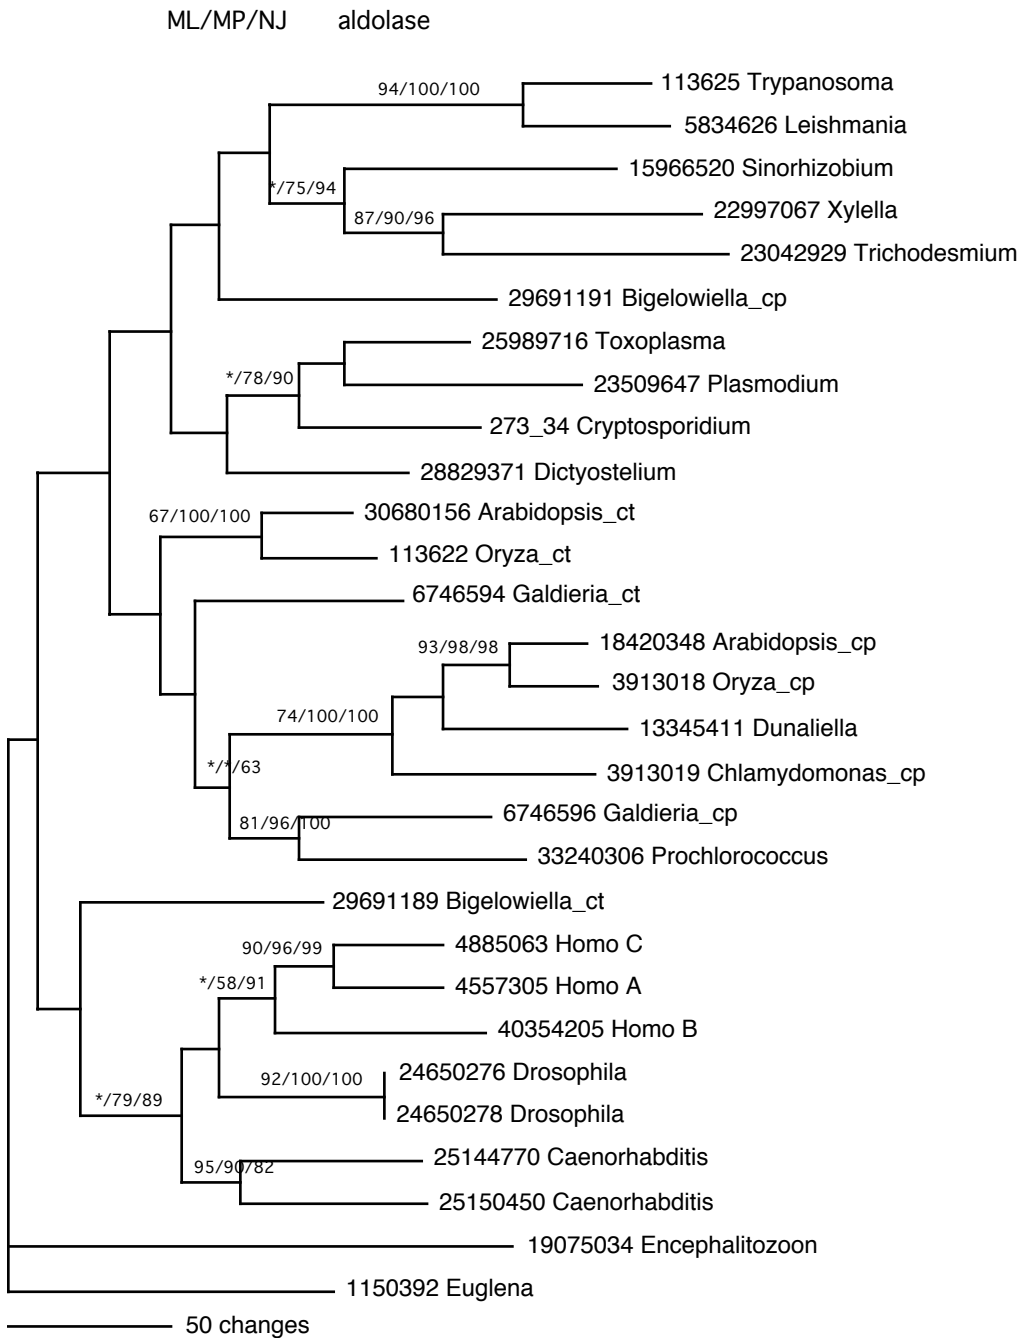 ML/MP/NJ aldolase
94/100/100
113625 Trypanosoma
5834626 Leishmania
15966520 Sinorhizobium
*/75/94
87/90/96
22997067 Xylella
23042929 Trichodesmium
29691191 Bigelowiella_cp
25989716 Toxoplasma
*/78/90
23509647 Plasmodium
273_34 Cryptosporidium
28829371 Dictyostelium
67/100/100
30680156 Arabidopsis_ct
113622 Oryza_ct
6746594 Galdieria_ct
93/98/98
18420348 Arabidopsis_cp
3913018 Oryza_cp
74/100/100
13345411 Dunaliella
*/*/63
3913019 Chlamydomonas_cp
81/96/100
6746596 Galdieria_cp
33240306 Prochlorococcus
29691189 Bigelowiella_ct
90/96/99
4885063 Homo C
*/58/91
4557305 Homo A
40354205 Homo B
92/100/100
24650276 Drosophila
*/79/89
24650278 Drosophila
95/90/82
25144770 Caenorhabditis
25150450 Caenorhabditis
19075034 Encephalitozoon
1150392 Euglena
50 changes